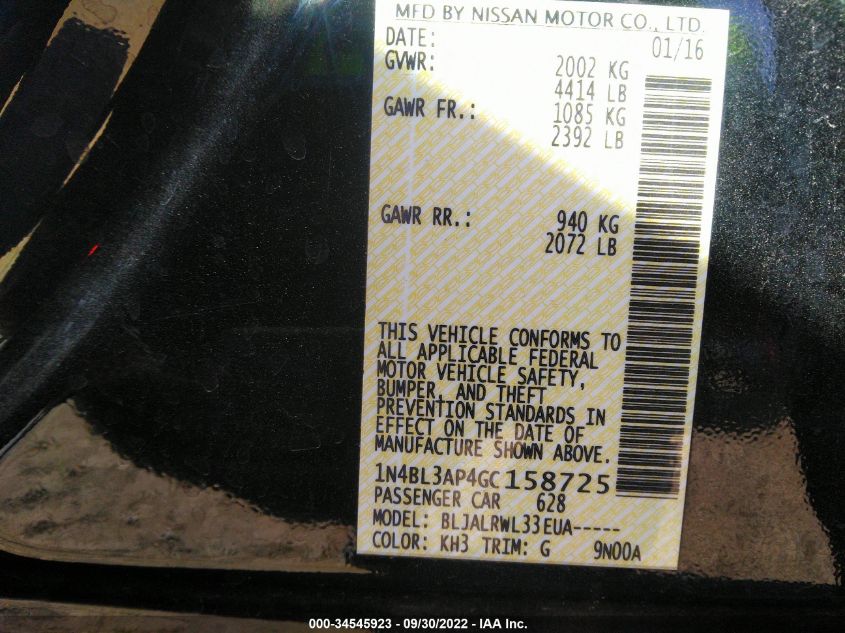 MFD BY NISSAN MOTOR CO., LTD.
DATE: 01/16
GVWR: 2002 KG
4414 LB
GAWR FR.: 1085 KG
2392 LB
GAWR RR.: 940 KG
2072 LB
THIS VEHICLE CONFORMS TO
ALL APPLICABLE FEDERAL
MOTOR VEHICLE SAFETY,
BUMPER, AND THEFT
PREVENTION STANDARDS IN
EFFECT ON THE DATE OF
MANUFACTURE SHOWN ABOVE.
1N4BL3AP4GC158725
PASSENGER CAR 628
MODEL: BLJALRWL33EUA-----
COLOR: KH3 TRIM: G 9N00A
000-34545923 - 09/30/2022 - IAA Inc.